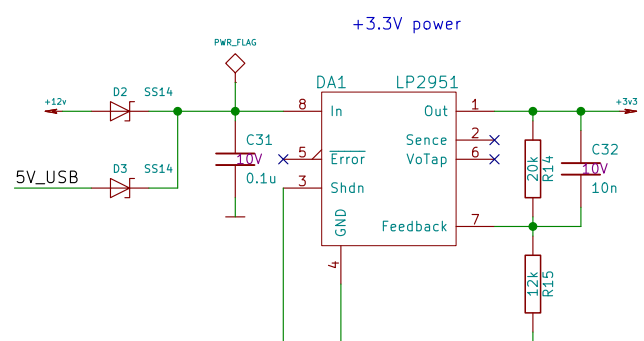 +3.3V power
PWR_FLAG
DA1 LP2951
D2 SS14
+12v
8 In Out 1
+3v3
C31
10V
0.1u
Sence 2
5 Error VoTap 6
3 Shdn
D3 SS14
5V_USB
20k
R14
C32
10V
10n
GND
4
Feedback 7
12k
R15